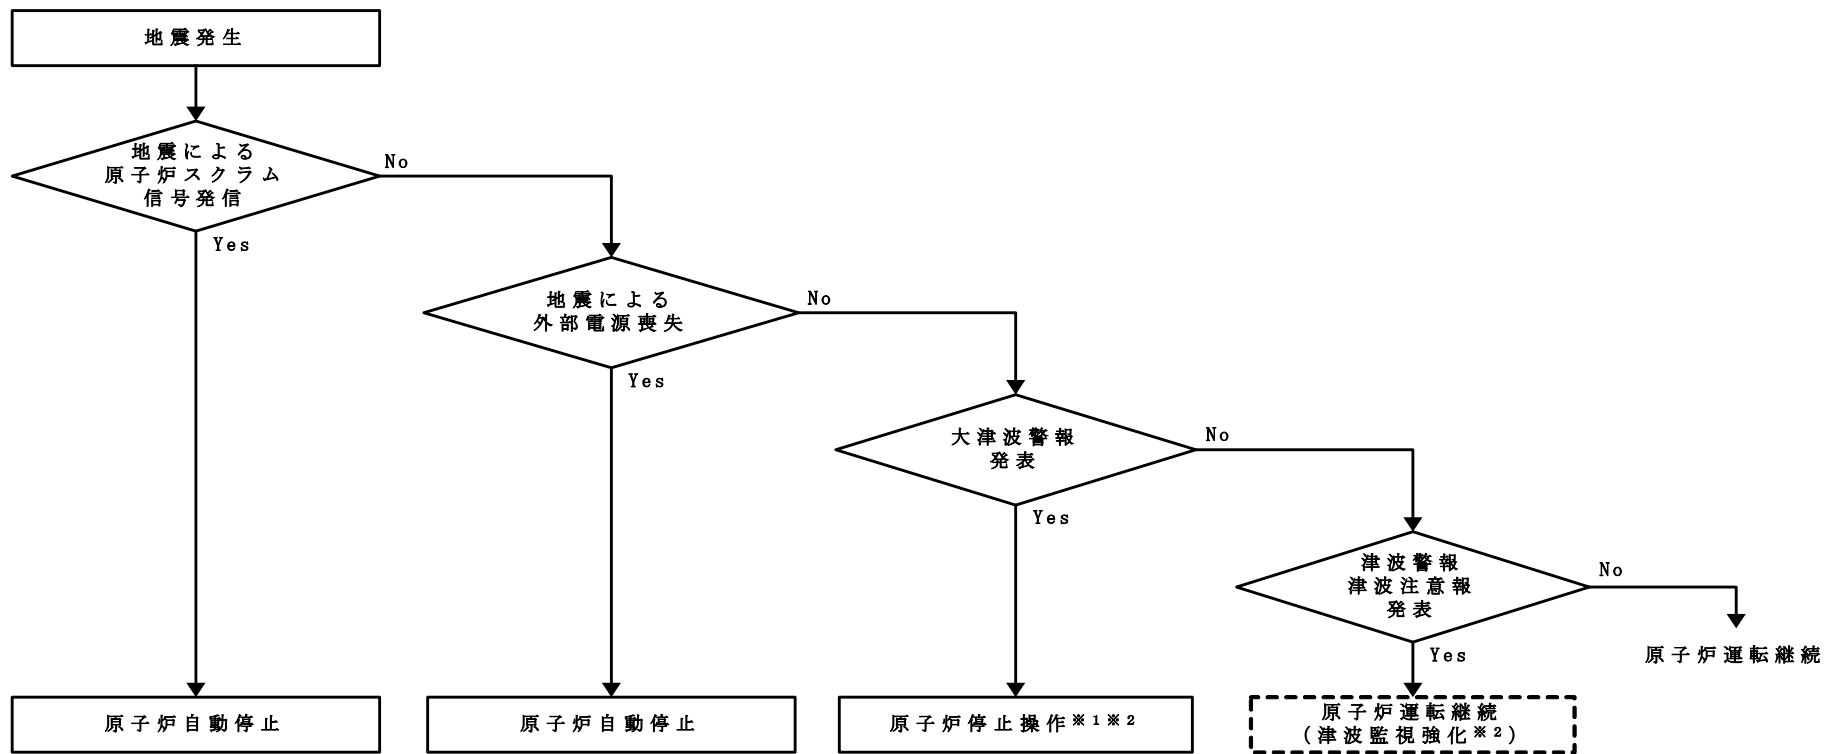 地震発生
地震による
原子炉スクラム
信号発信
No
Yes
地震による
外部電源喪失
No
Yes
大津波警報
発表
No
Yes
津波警報
津波注意報
発表
No
Yes
原子炉運転継続
原子炉自動停止
原子炉自動停止
原子炉停止操作※1※2
原子炉運転継続
(津波監視強化※2)